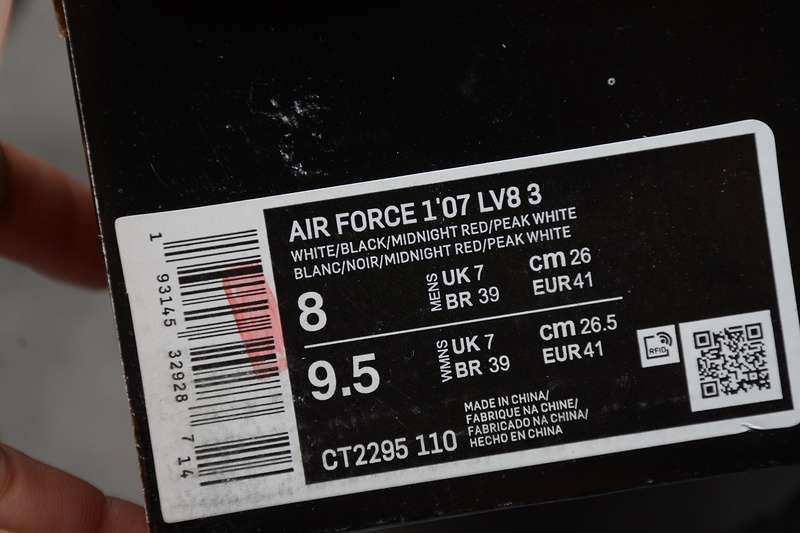 AIR FORCE 1'07 LV8 3
WHITE/BLACK/MIDNIGHT RED/PEAK WHITE
BLANC/NOIR/MIDNIGHT RED/PEAK WHITE
8
MENS
UK 7
BR 39
cm 26
EUR 41
9.5
WMNS
UK 7
BR 39
cm 26.5
EUR 41
RFID
CT2295 110
MADE IN CHINA/
FABRIQUE NA CHINE/
FABRICADO NA CHINA/
HECHO EN CHINA
1 93145 32928 7 14